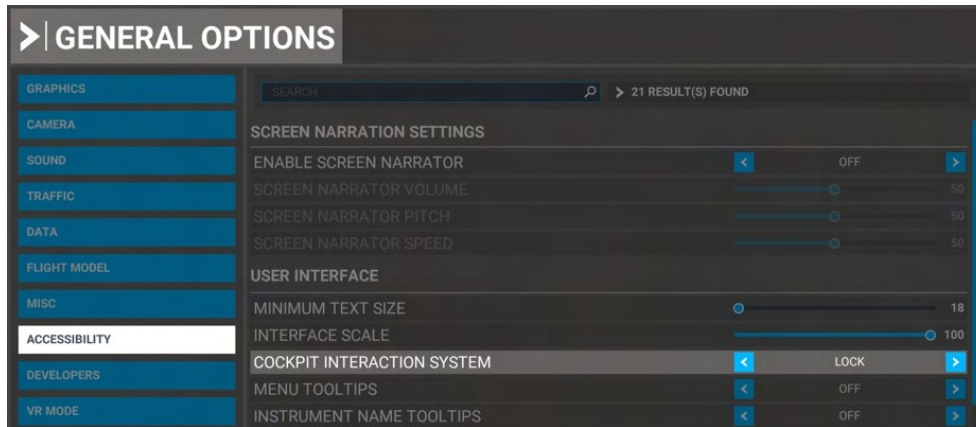 GENERAL OPTIONS
GRAPHICS
CAMERA
SOUND
TRAFFIC
DATA
FLIGHT MODEL
MISC
ACCESSIBILITY
DEVELOPERS
VR MODE
SEARCH
21 RESULT(S) FOUND
SCREEN NARRATION SETTINGS
ENABLE SCREEN NARRATOR OFF
SCREEN NARRATOR VOLUME 50
SCREEN NARRATOR PITCH 50
SCREEN NARRATOR SPEED 50
USER INTERFACE
MINIMUM TEXT SIZE 18
INTERFACE SCALE 100
COCKPIT INTERACTION SYSTEM LOCK
MENU TOOLTIPS OFF
INSTRUMENT NAME TOOLTIPS OFF